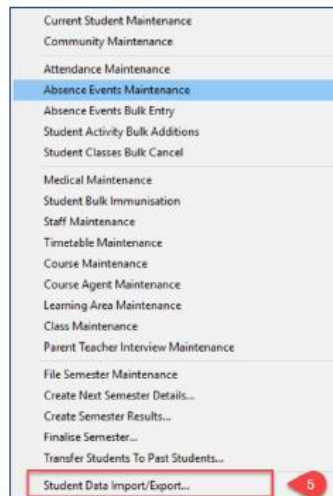 Current Student Maintenance
Community Maintenance
Attendance Maintenance
Absence Events Maintenance
Absence Events Bulk Entry
Student Activity Bulk Additions
Student Classes Bulk Cancel
Medical Maintenance
Student Bulk Immunisation
Staff Maintenance
Timetable Maintenance
Course Maintenance
Course Agent Maintenance
Learning Area Maintenance
Class Maintenance
Parent Teacher Interview Maintenance
File Semester Maintenance
Create Next Semester Details...
Create Semester Results...
Finalise Semester...
Transfer Students To Past Students...
Student Data Import/Export... 5